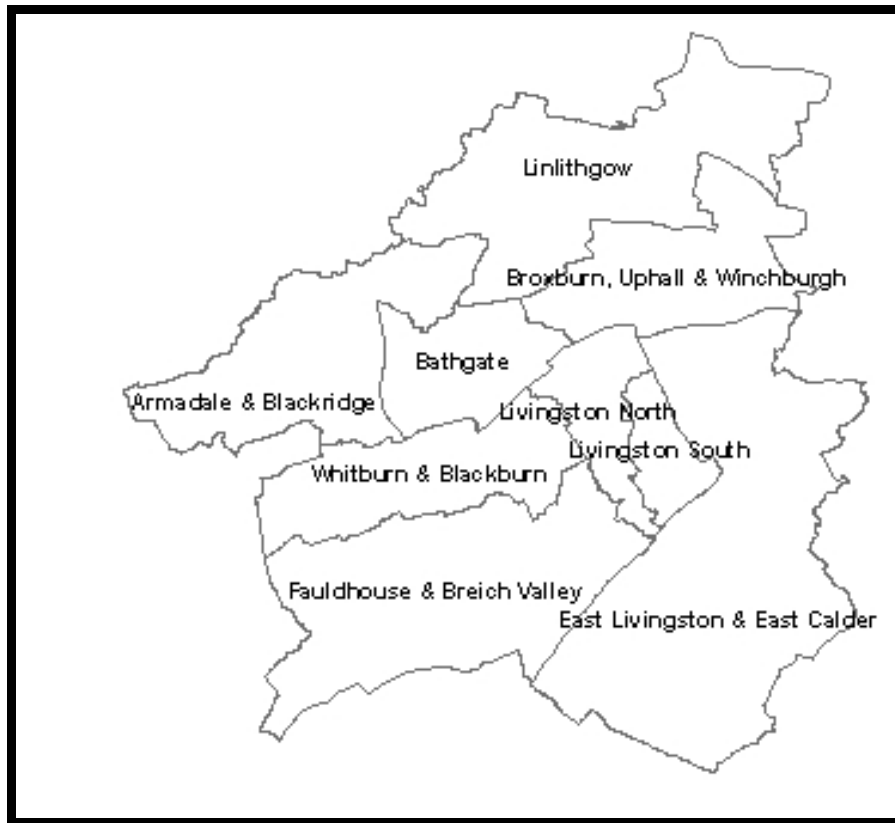 Linlithgow
Broxburn, Uphall & Winchburgh
Bathgate
Armadale & Blackridge
Livingston North
Livingston South
Whitburn & Blackburn
Fauldhouse & Breich Valley
East Livingston & East Calder